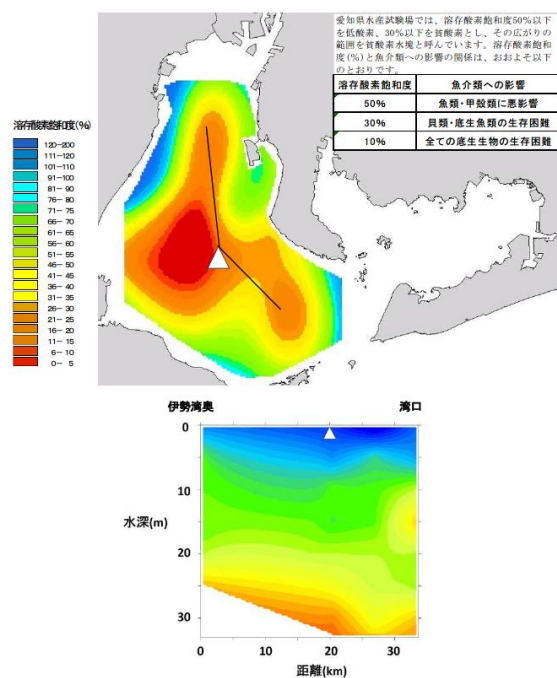 愛知県水産試験場では、溶存酸素飽和度50%以下
を低酸素、30%以下を貧酸素とし、その広がりの
範囲を貧酸素水塊と呼んでいます。溶存酸素飽和
度(%)と魚介類への影響の関係は、おおよそ以下
のとおりです。
溶存酸素飽和度 魚介類への影響
50% 魚類・甲殻類に悪影響
30% 貝類・底生魚類の生存困難
10% 全ての底生生物の生存困難
溶存酸素飽和度(%)
120-200
111-120
101-110
91-100
81- 90
76- 80
71- 75
66- 70
61- 65
56- 60
51- 55
46- 50
41- 45
36- 40
31- 35
26- 30
21- 25
16- 20
11- 15
6- 10
0- 5
伊勢湾奥 湾口
0
10
水深(m)
20
30
0 10 20 30
距離(km)